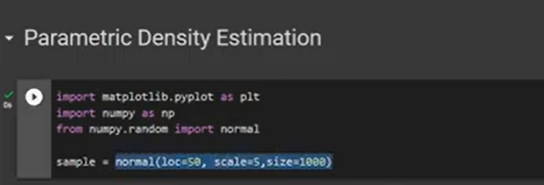 Parametric Density Estimation
0s
import matplotlib.pyplot as plt
import numpy as np
from numpy.random import normal
sample = normal(loc=50, scale=5,size=1000)